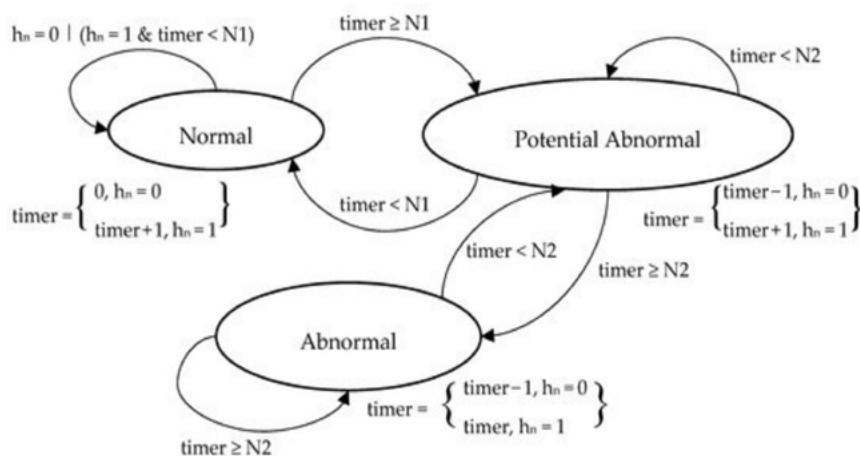 hₙ = 0 | (hₙ = 1 & timer < N1)
timer ≥ N1
timer < N2
Normal
Potential Abnormal
timer = { 0, hₙ = 0
timer+1, hₙ = 1 }
timer < N1
timer = { timer−1, hₙ = 0
timer+1, hₙ = 1 }
timer < N2
timer ≥ N2
Abnormal
timer = { timer−1, hₙ = 0
timer, hₙ = 1 }
timer ≥ N2